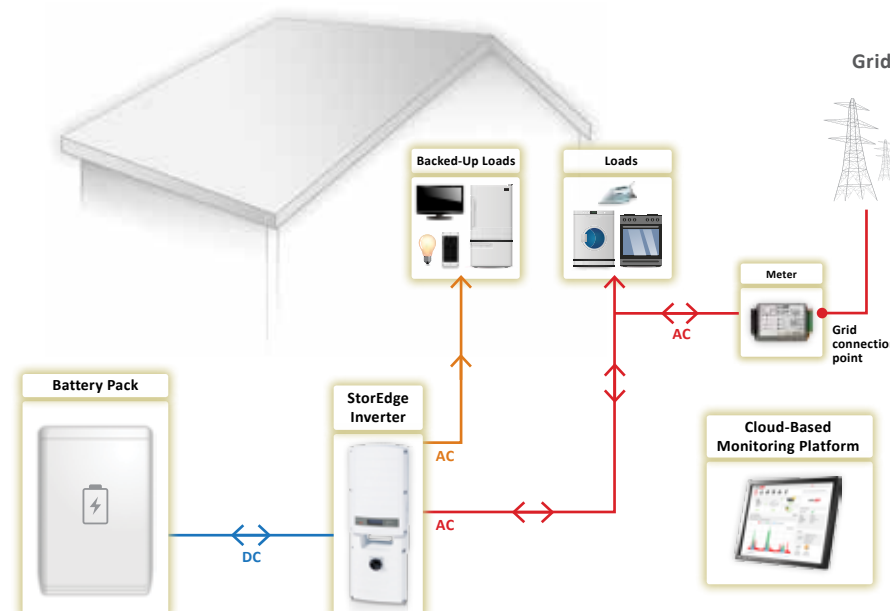 Grid
Backed-Up Loads
Loads
Meter
AC
Grid
connection
point
Battery Pack
StorEdge
Inverter
Cloud-Based
Monitoring Platform
AC
AC
DC